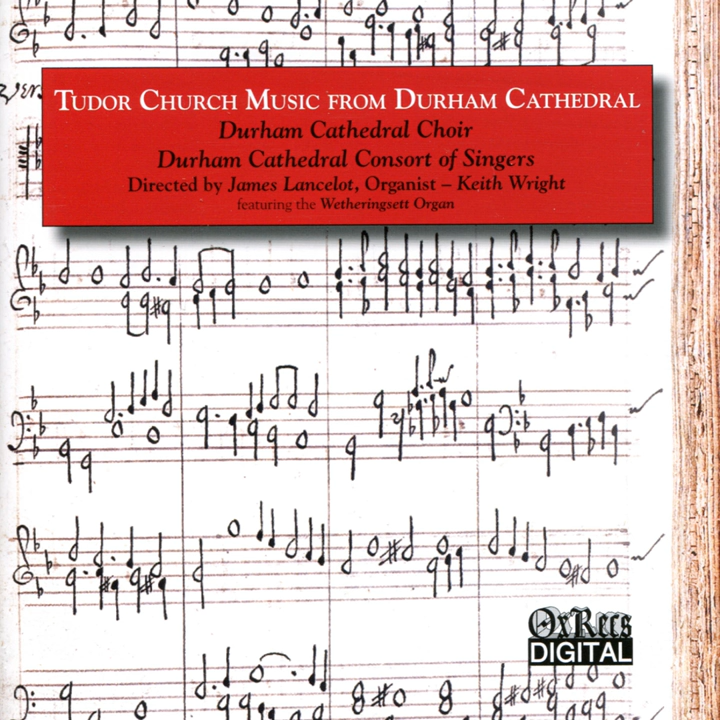 TUDOR CHURCH MUSIC FROM DURHAM CATHEDRAL
Durham Cathedral Choir
Durham Cathedral Consort of Singers
Directed by James Lancelot, Organist – Keith Wright
featuring the Wetheringsett Organ
OxRecs
DIGITAL